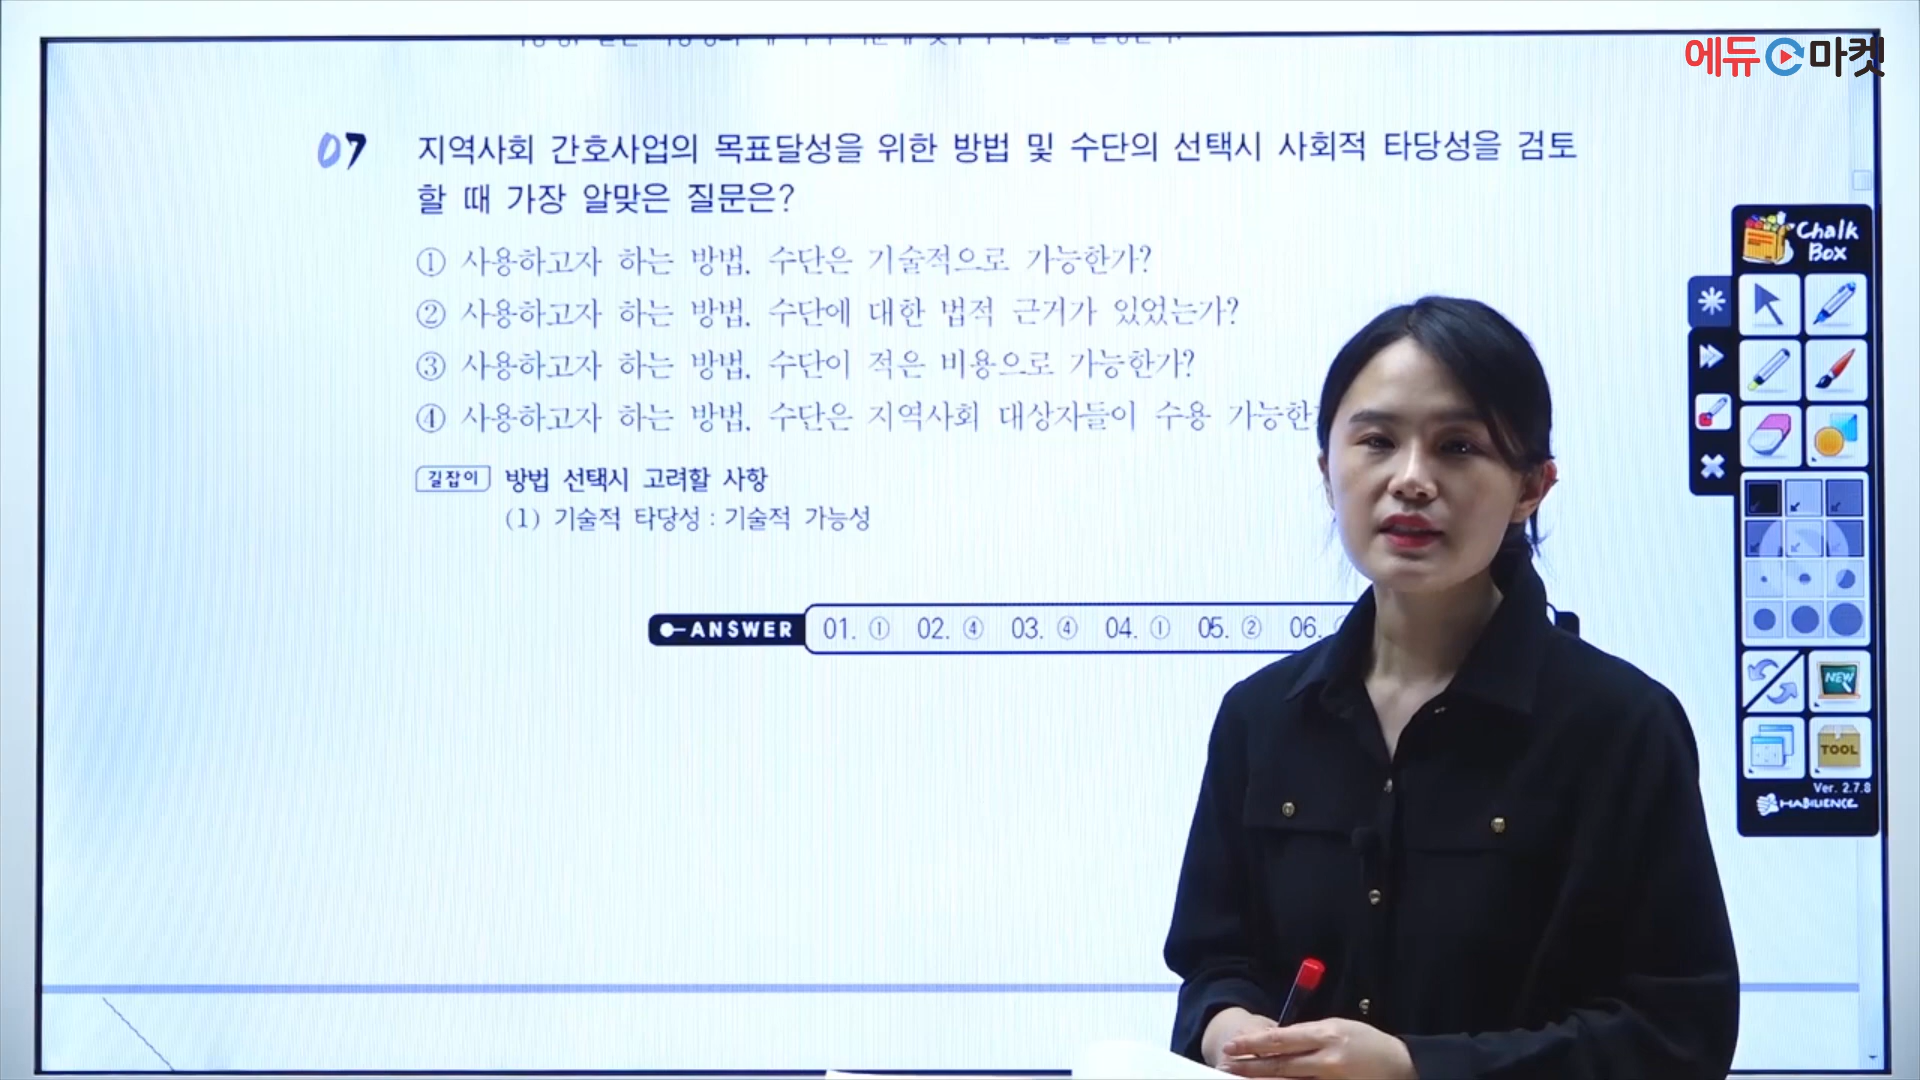 에듀 마켓
07 지역사회 간호사업의 목표달성을 위한 방법 및 수단의 선택시 사회적 타당성을 검토
할 때 가장 알맞은 질문은?
① 사용하고자 하는 방법, 수단은 기술적으로 가능한가?
② 사용하고자 하는 방법, 수단에 대한 법적 근거가 있었는가?
③ 사용하고자 하는 방법, 수단이 적은 비용으로 가능한가?
④ 사용하고자 하는 방법, 수단은 지역사회 대상자들이 수용
길잡이 방법 선택시 고려할 사항
(1) 기술적 타당성 : 기술적 가능성
ANSWER 01. ① 02. ④ 03. ④ 04. ① 05. ② 06.
Chalk
Box
NEW
TOOL
Ver. 2.7.8
HABILIENCE